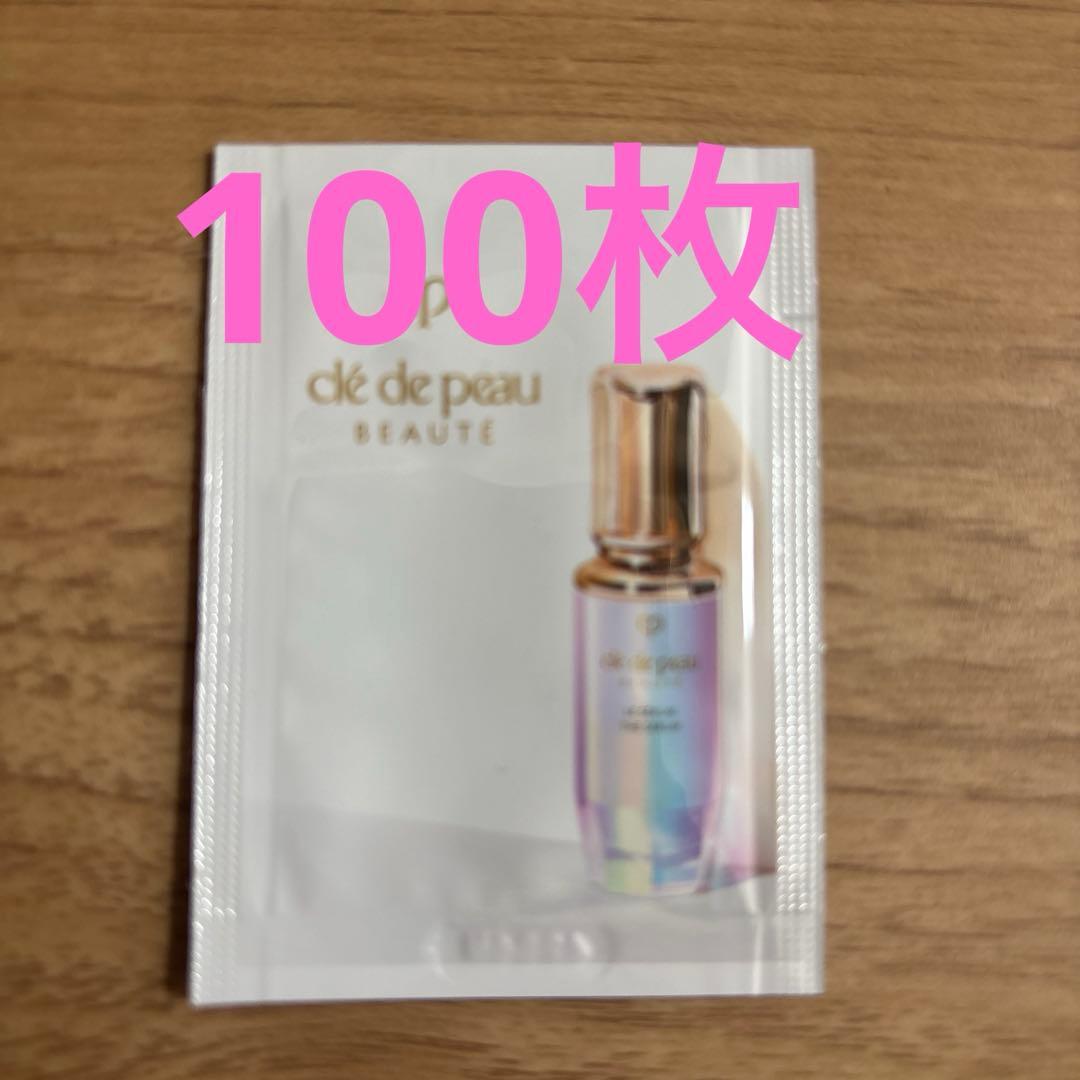 100枚
clé de peau
BEAUTÉ
clé de peau